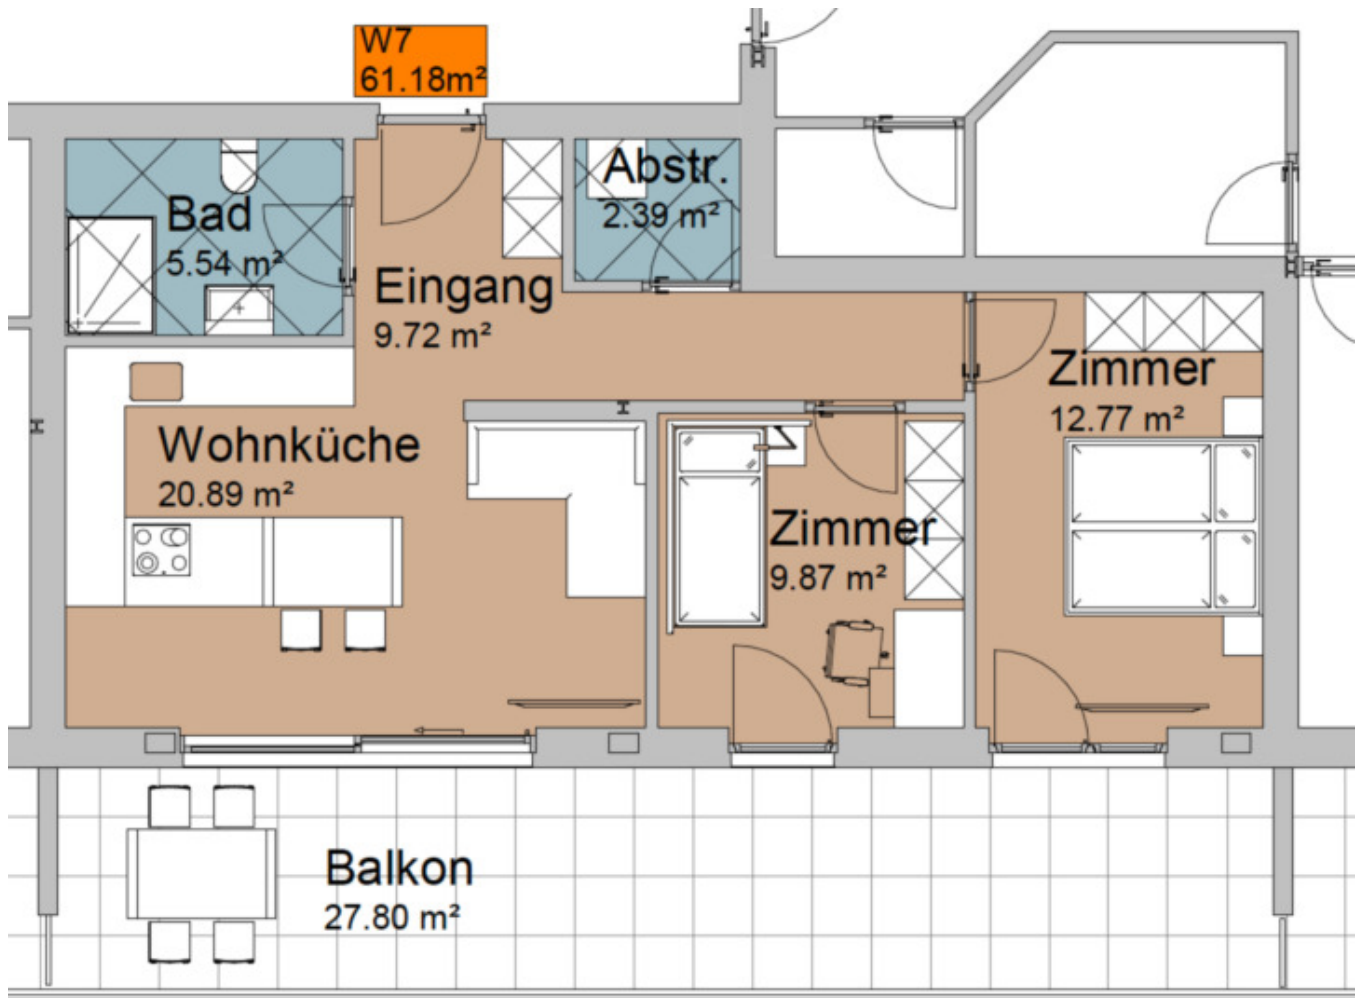 W7
61.18m²
Abstr.
2.39 m²
Bad
5.54 m²
Eingang
9.72 m²
Zimmer
12.77 m²
Wohnküche
20.89 m²
Zimmer
9.87 m²
Balkon
27.80 m²